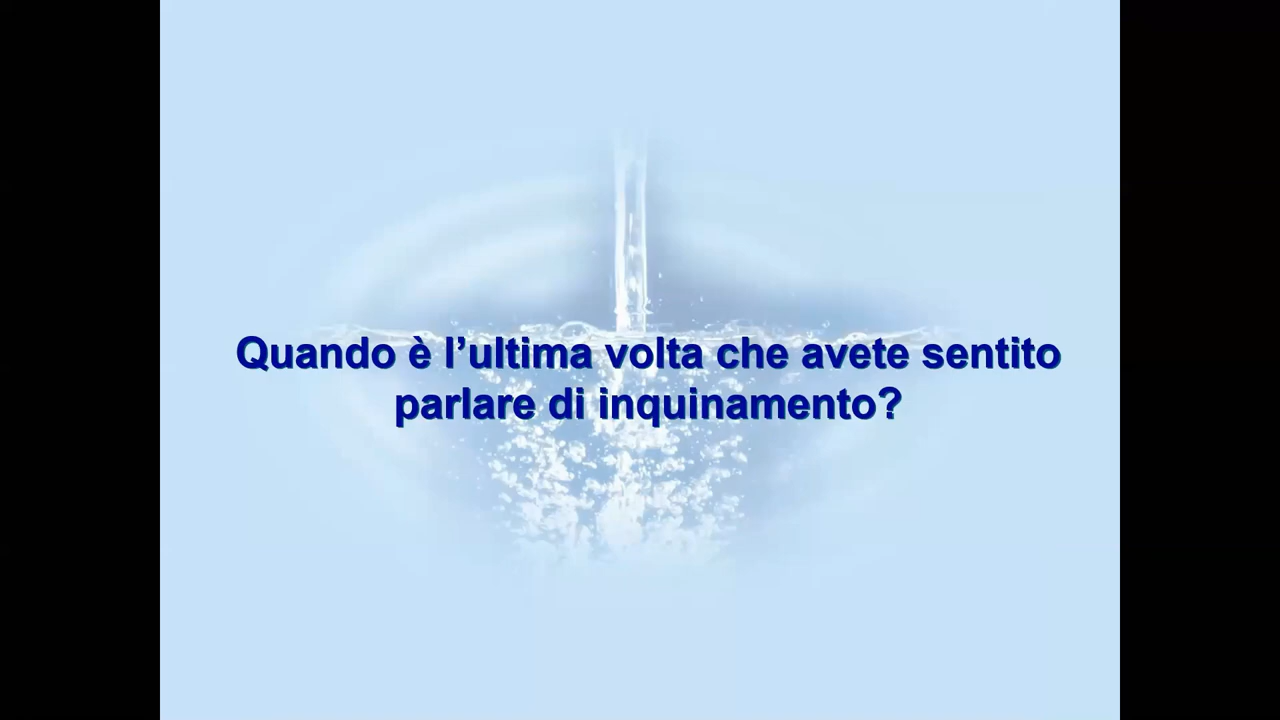 Quando è l’ultima volta che avete sentito
parlare di inquinamento?